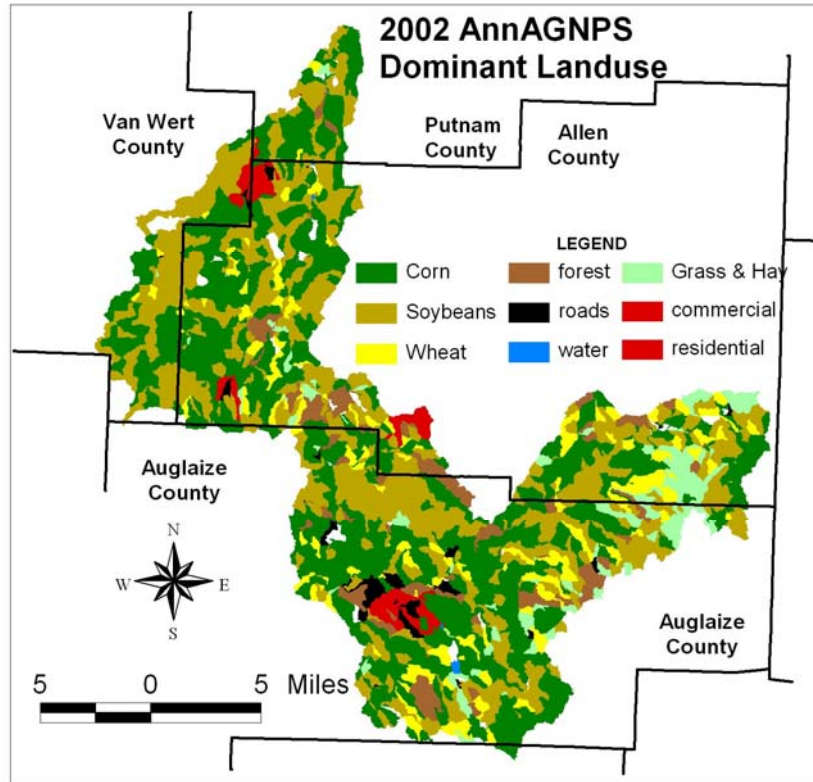 2002 AnnAGNPS
Dominant Landuse
Van Wert
County
Putnam
County
Allen
County
LEGEND
Corn
forest
Grass & Hay
Soybeans
roads
commercial
Wheat
water
residential
Auglaize
County
N
W
E
S
Auglaize
County
5
0
5
Miles